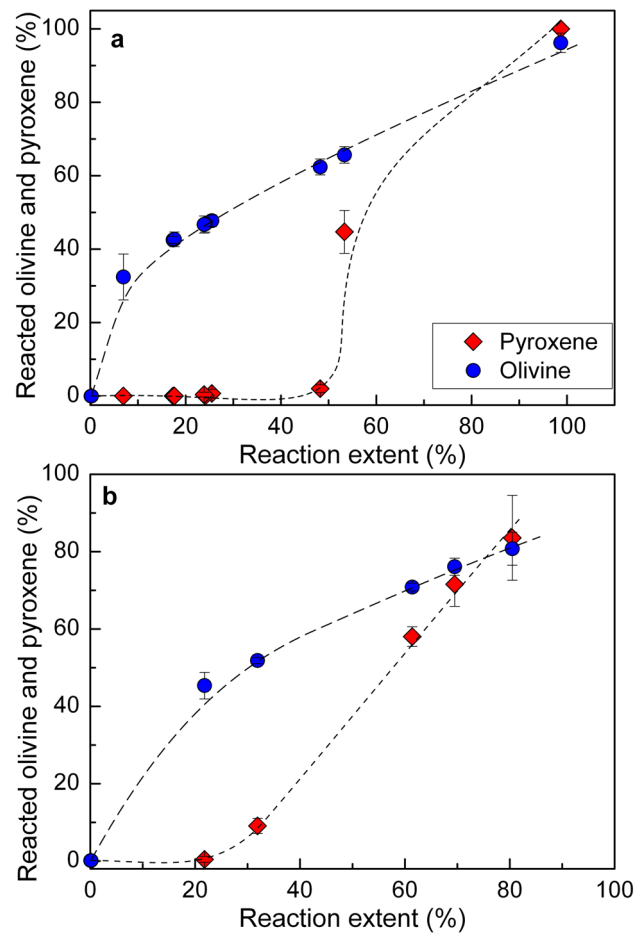 a
Reacted olivine and pyroxene (%)
100
80
60
40
20
0
Pyroxene
Olivine
0 20 40 60 80 100
Reaction extent (%)
b
Reacted olivine and pyroxene (%)
100
80
60
40
20
0
0 20 40 60 80 100
Reaction extent (%)